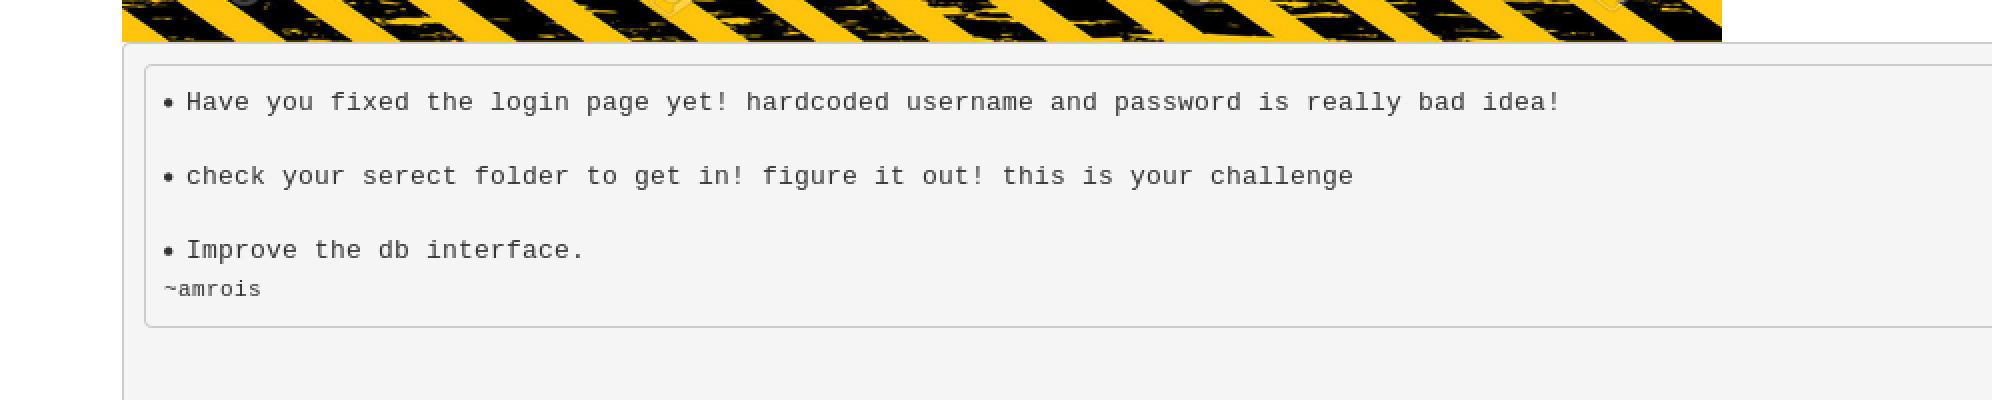 • Have you fixed the login page yet! hardcoded username and password is really bad idea!
• check your serect folder to get in! figure it out! this is your challenge
• Improve the db interface.
~amrois